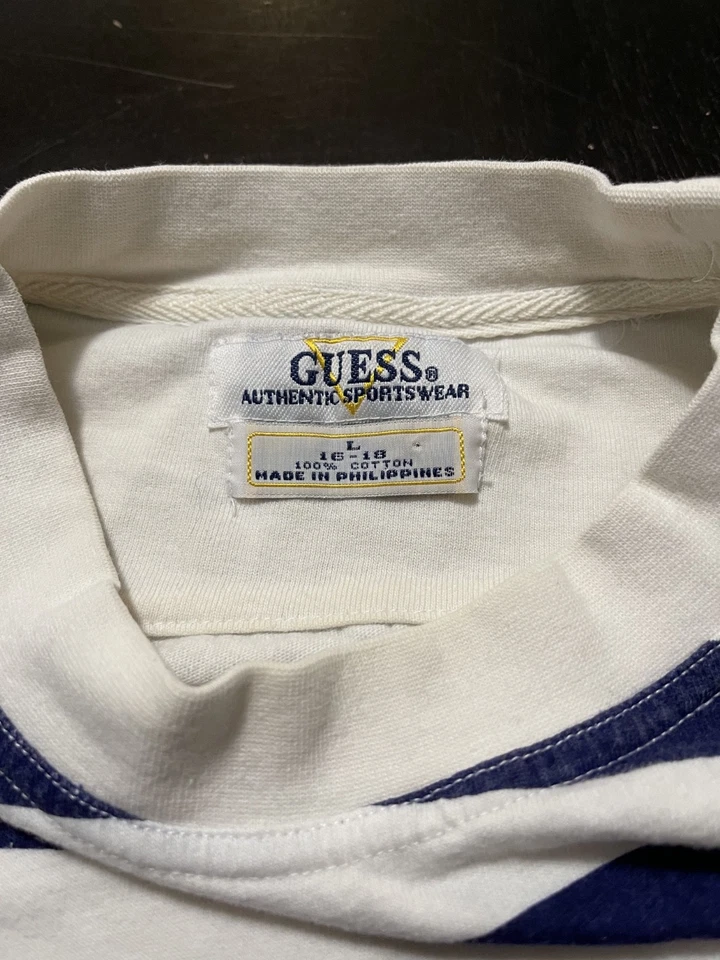 GUESS®
AUTHENTIC SPORTSWEAR
L
16-18
100% COTTON
MADE IN PHILIPPINES